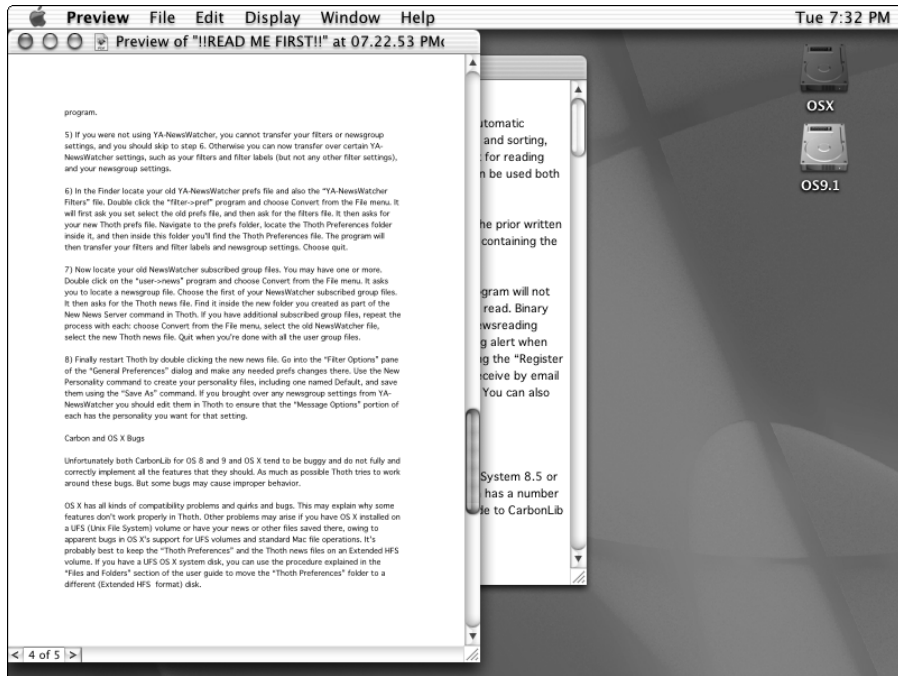 Preview File Edit Display Window Help Tue 7:32 PM
Preview of "!!READ ME FIRST!!" at 07.22.53 PM
program.
5) If you were not using YA-NewsWatcher, you cannot transfer your filters or newsgroup
settings, and you should skip to step 6. Otherwise you can now transfer over certain YA-
NewsWatcher settings, such as your filters and filter labels (but not any other filter settings),
and your newsgroup settings.
6) In the Finder locate your old YA-NewsWatcher prefs file and also the “YA-NewsWatcher
Filters” file. Double click the “filter->pref” program and choose Convert from the File menu. It
will first ask you set select the old prefs file, and then ask for the filters file. It then asks for
your new Thoth prefs file. Navigate to the prefs folder, locate the Thoth Preferences folder
inside it, and then inside this folder you'll find the Thoth Preferences file. The program will
then transfer your filters and filter labels and newsgroup settings. Choose quit.
7) Now locate your old NewsWatcher subscribed group files. You may have one or more.
Double click on the “user->news” program and choose Convert from the File menu. It asks
you to locate a newsgroup file. Choose the first of your NewsWatcher subscribed group files.
It then asks for the Thoth news file. Find it inside the new folder you created as part of the
New News Server command in Thoth. If you have additional subscribed group files, repeat the
process with each: choose Convert from the File menu, select the old NewsWatcher file,
select the new Thoth news file. Quit when you're done with all the user group files.
8) Finally restart Thoth by double clicking the new news file. Go into the “Filter Options” pane
of the “General Preferences” dialog and make any needed prefs changes there. Use the New
Personality command to create your personality files, including one named Default, and save
them using the “Save As” command. If you brought over any newsgroup settings from YA-
NewsWatcher you should edit them in Thoth to ensure that the “Message Options” portion of
each has the personality you want for that setting.
Carbon and OS X Bugs
Unfortunately both CarbonLib for OS 8 and 9 and OS X tend to be buggy and do not fully and
correctly implement all the features that they should. As much as possible Thoth tries to work
around these bugs. But some bugs may cause improper behavior.
OS X has all kinds of compatibility problems and quirks and bugs. This may explain why some
features don't work properly in Thoth. Other problems may arise if you have OS X installed on
a UFS (Unix File System) volume or have your news or other files saved there, owing to
apparent bugs in OS X's support for UFS volumes and standard Mac file operations. It's
probably best to keep the “Thoth Preferences” and the Thoth news files on an Extended HFS
volume. If you have a UFS OS X system disk, you can use the procedure explained in the
“Files and Folders” section of the user guide to move the “Thoth Preferences” folder to a
different (Extended HFS format) disk.
< 4 of 5 >
utomatic
and sorting,
for reading
n be used both
he prior written
containing the
gram will not
read. Binary
ewsreading
g alert when
ng the “Register
eceive by email
You can also
System 8.5 or
has a number
de to CarbonLib
OSX
OS9.1